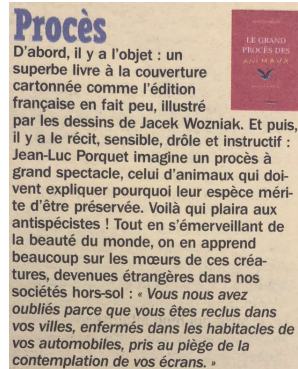 Procès
D'abord, il y a l'objet : un
superbe livre à la couverture
cartonnée comme l'édition
française en fait peu, illustré
par les dessins de Jacek Wozniak. Et puis,
il y a le récit, sensible, drôle et instructif :
Jean-Luc Porquet imagine un procès à
grand spectacle, celui d'animaux qui doi-
vent expliquer pourquoi leur espèce méri-
te d'être préservée. Voilà qui plaira aux
antispécistes ! Tout en s'émerveillant de
la beauté du monde, on en apprend
beaucoup sur les mœurs de ces créa-
tures, devenues étrangères dans nos
sociétés hors-sol : « Vous nous avez
oubliés parce que vous êtes reclus dans
vos villes, enfermés dans les habitacles de
vos automobiles, pris au piège de la
contemplation de vos écrans. »
LE GRAND
PROCÈS DES
ANIMAUX